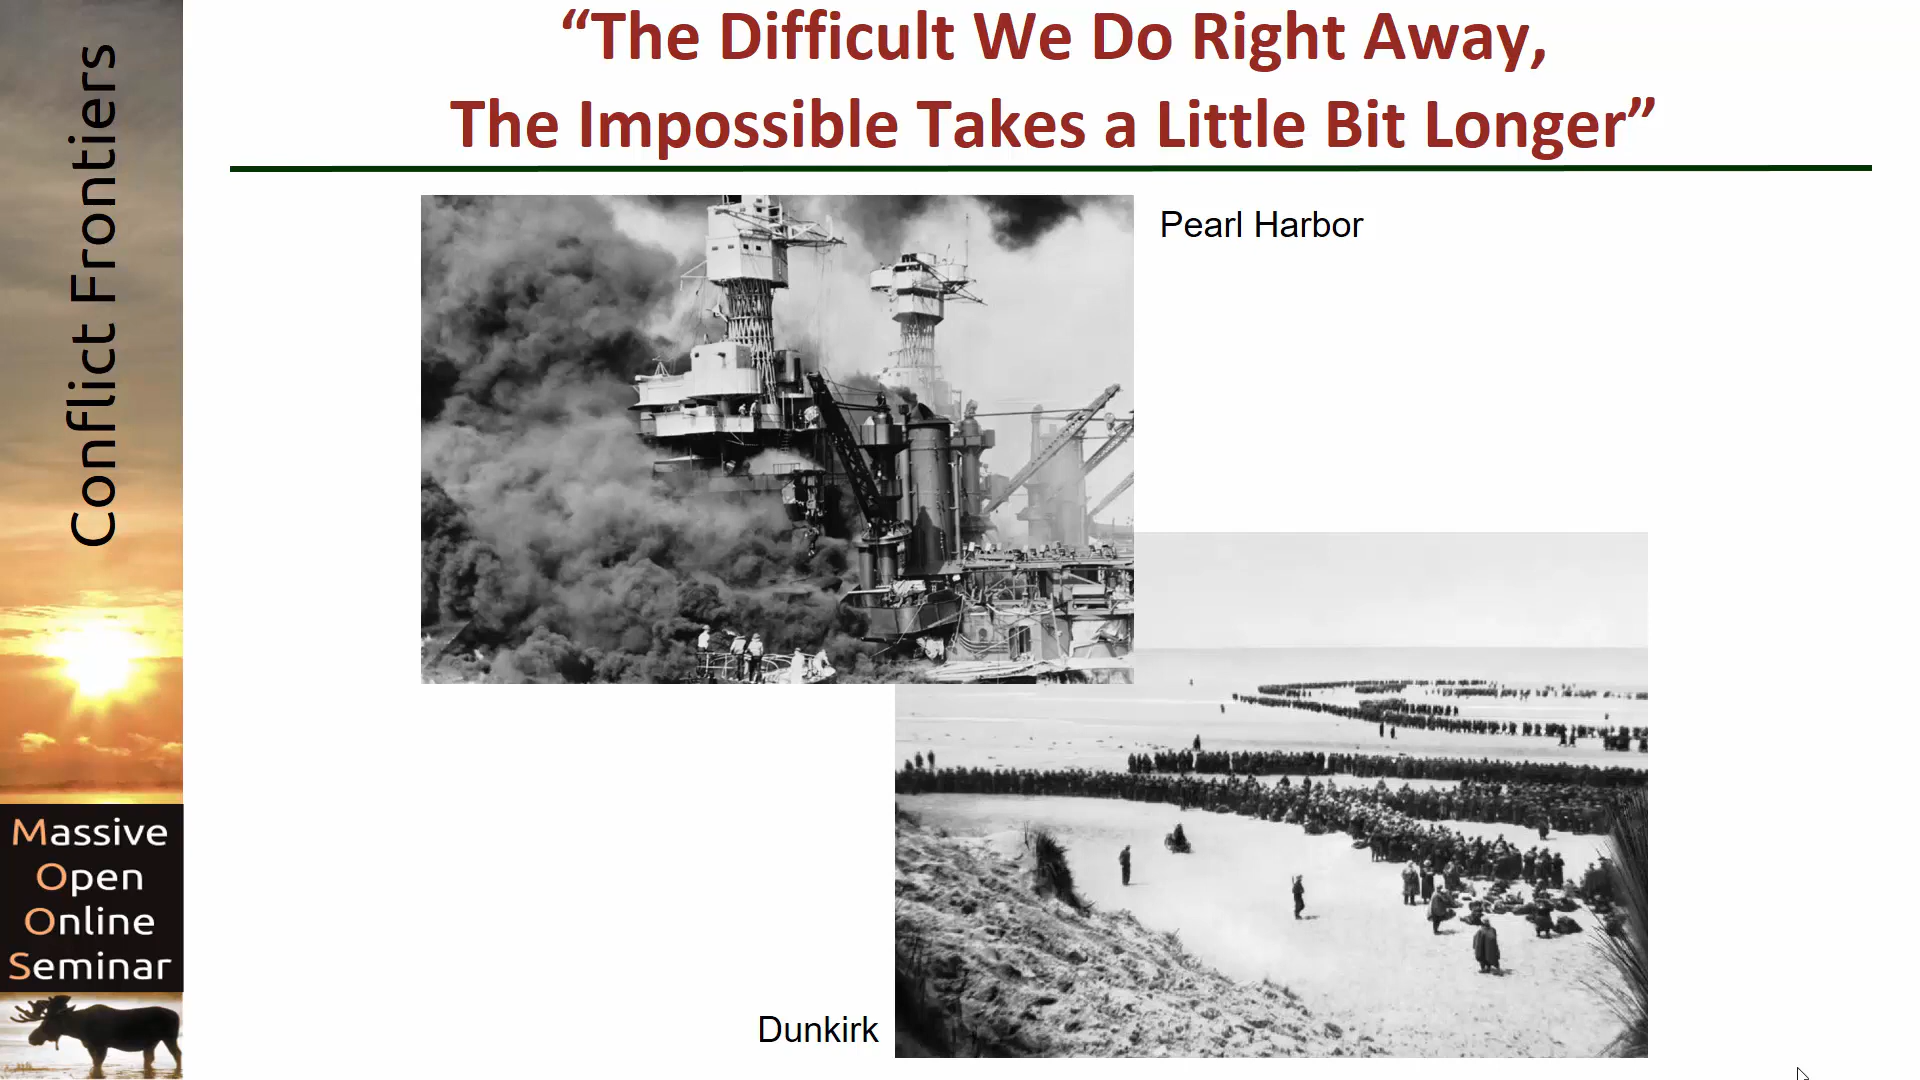 “The Difficult We Do Right Away,
The Impossible Takes a Little Bit Longer”
Conflict Frontiers
Pearl Harbor
Dunkirk
Massive
Open
Online
Seminar